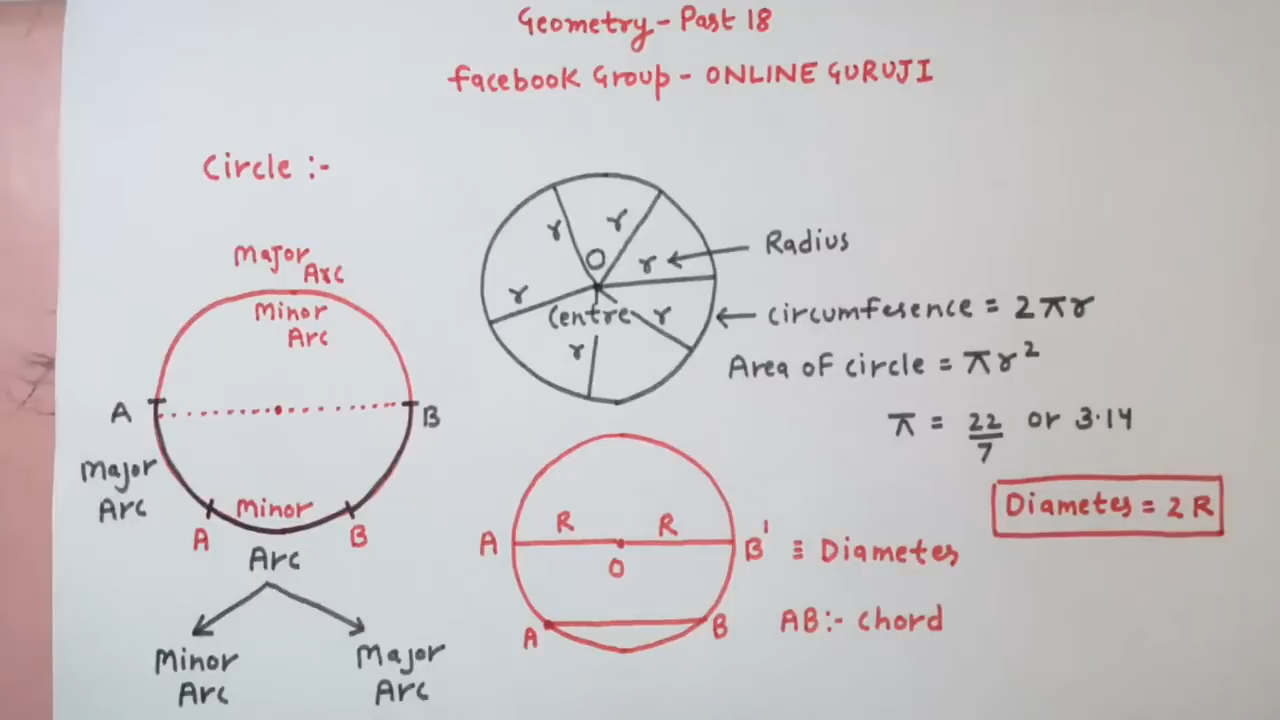 Geometry - Part 18
Facebook Group - ONLINE GURUJI
Circle :-
Major
Arc
Minor
Arc
A
B
Major
Arc
A
Minor
B
Arc
Minor
Arc
Major
Arc
r
r
O
r
Radius
r
Centre
r
r
Circumference = 2πr
Area of circle = πr²
π = 22/7 or 3.14
Diameter = 2R
A
R
R
B'
≡ Diameter
O
A
B
AB:- chord